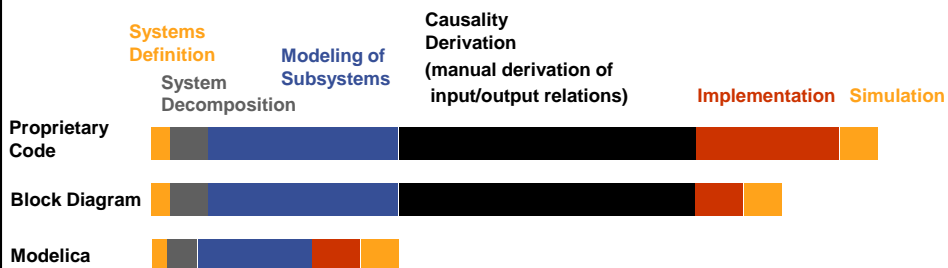 Systems
Definition
System
Decomposition
Modeling of
Subsystems
Causality
Derivation
(manual derivation of
input/output relations)
Implementation
Simulation
Proprietary
Code
Block Diagram
Modelica